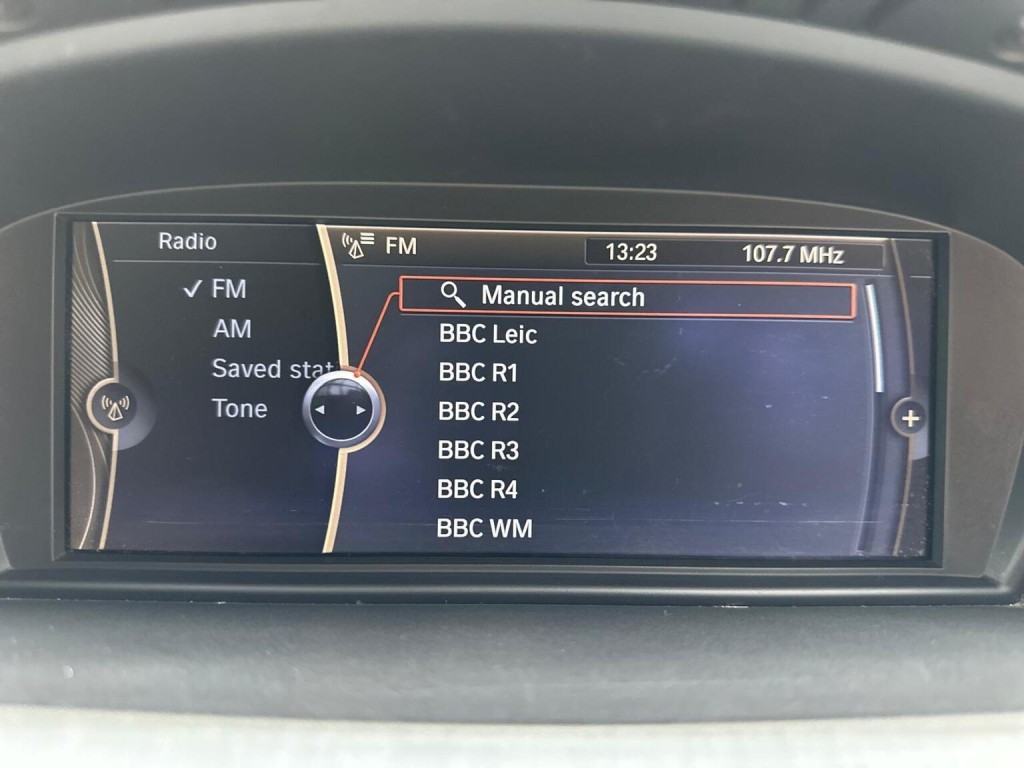 Radio
FM 13:23 107.7 MHz
✓ FM
AM
Saved stat
Tone
Manual search
BBC Leic
BBC R1
BBC R2
BBC R3
BBC R4
BBC WM